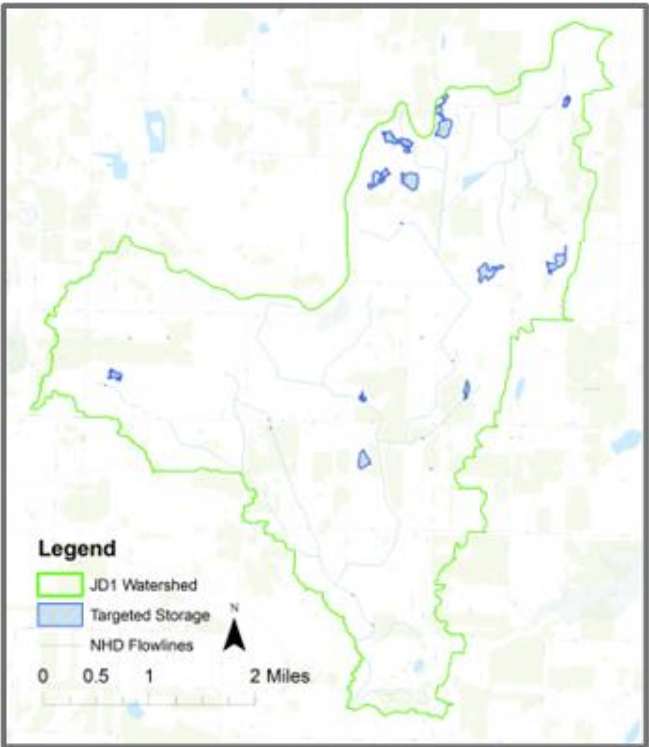 Legend
JD1 Watershed
Targeted Storage
N
NHD Flowlines
0 0.5 1 2 Miles